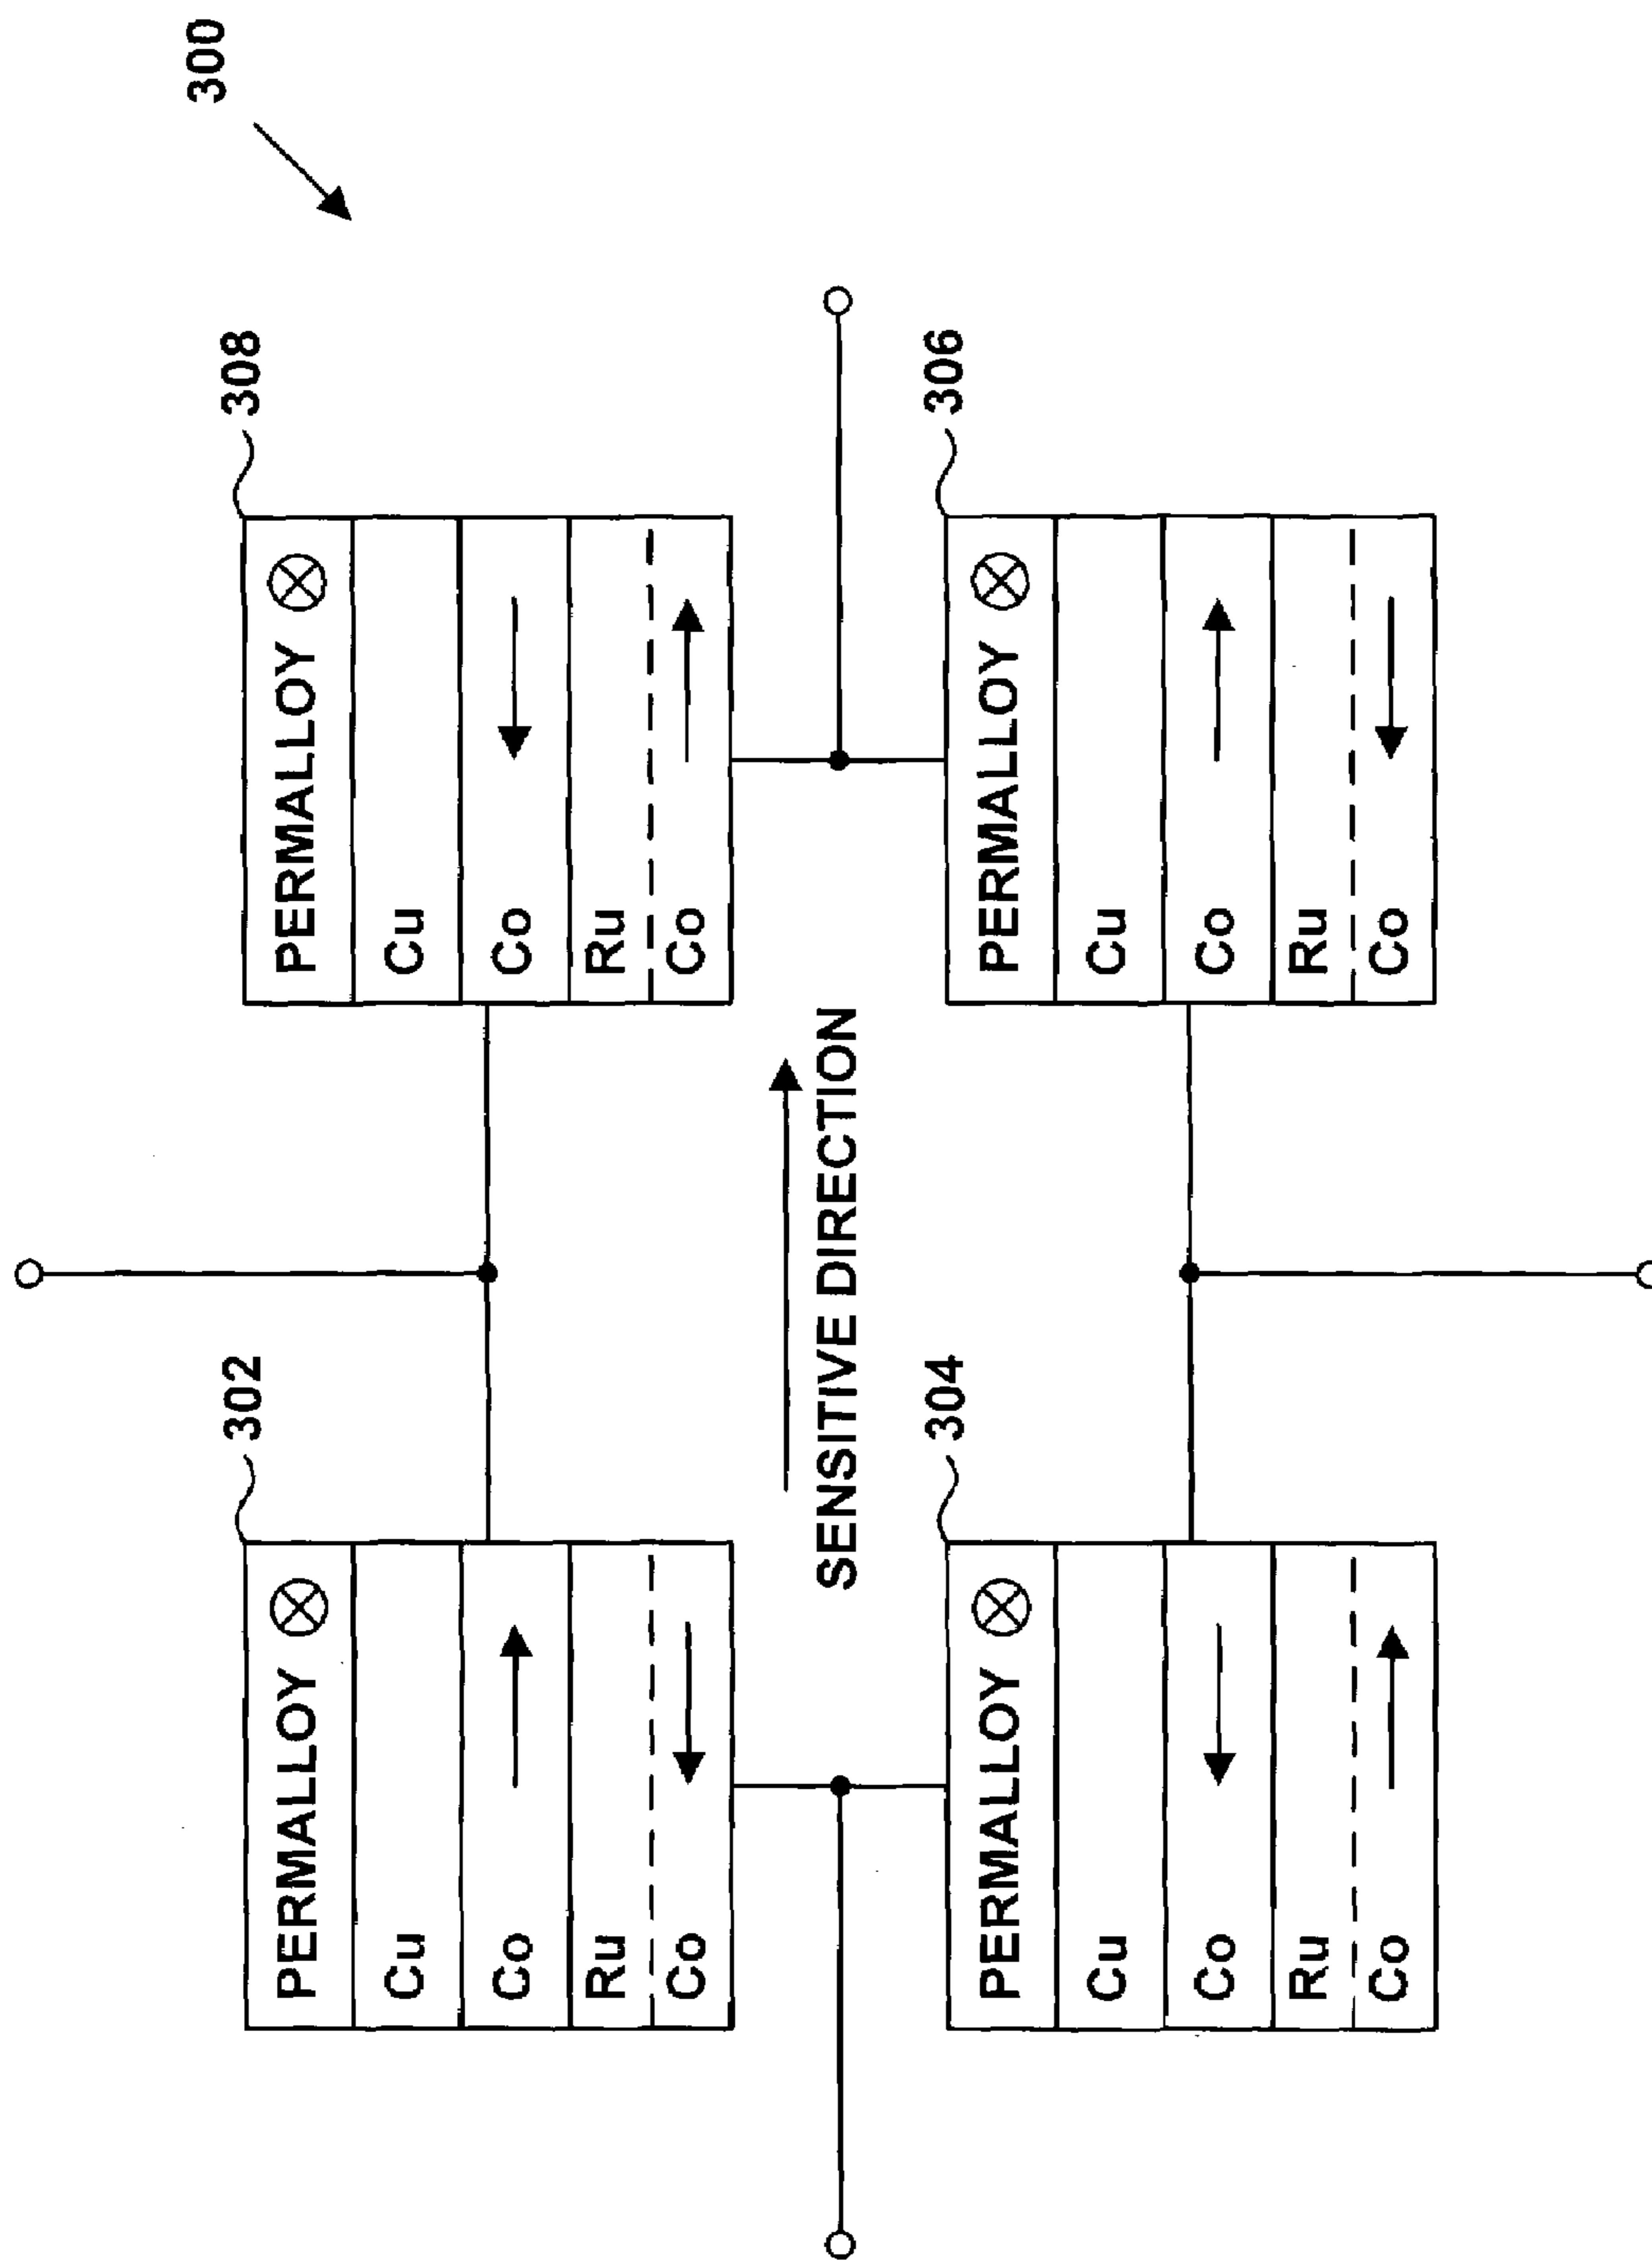 300
302
PERMALLOY
Cu
Co
Ru
Co
308
PERMALLOY
Cu
Co
Ru
Co
SENSITIVE DIRECTION
304
PERMALLOY
Cu
Co
Ru
Co
306
PERMALLOY
Cu
Co
Ru
Co